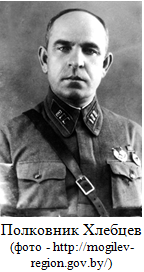 Полковник Хлебцев
(фото - http://mogilev-
region.gov.by/)